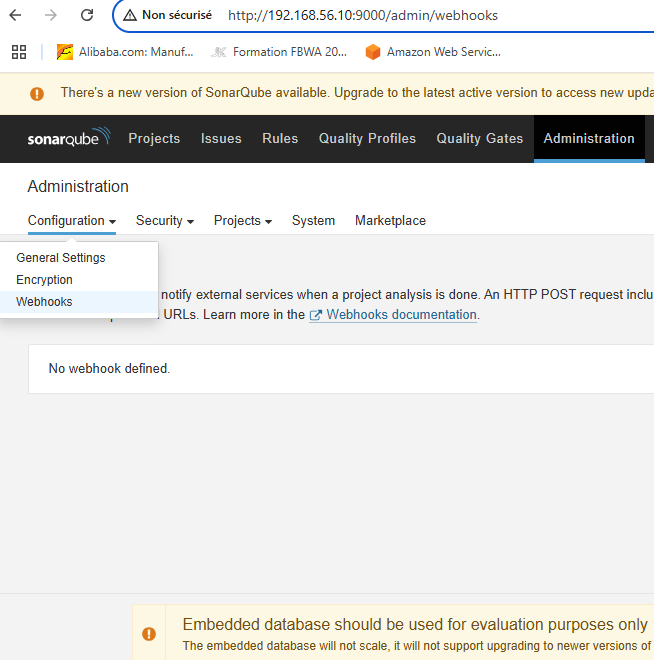 Non sécurisé http://192.168.56.10:9000/admin/webhooks
Alibaba.com: Manuf... Formation FBWA 20... Amazon Web Servic...
There's a new version of SonarQube available. Upgrade to the latest active version to access new upda
sonarqube Projects Issues Rules Quality Profiles Quality Gates Administration
Administration
Configuration Security Projects System Marketplace
General Settings
Encryption
Webhooks
notify external services when a project analysis is done. An HTTP POST request inclu
URLs. Learn more in the Webhooks documentation.
No webhook defined.
Embedded database should be used for evaluation purposes only
The embedded database will not scale, it will not support upgrading to newer versions of